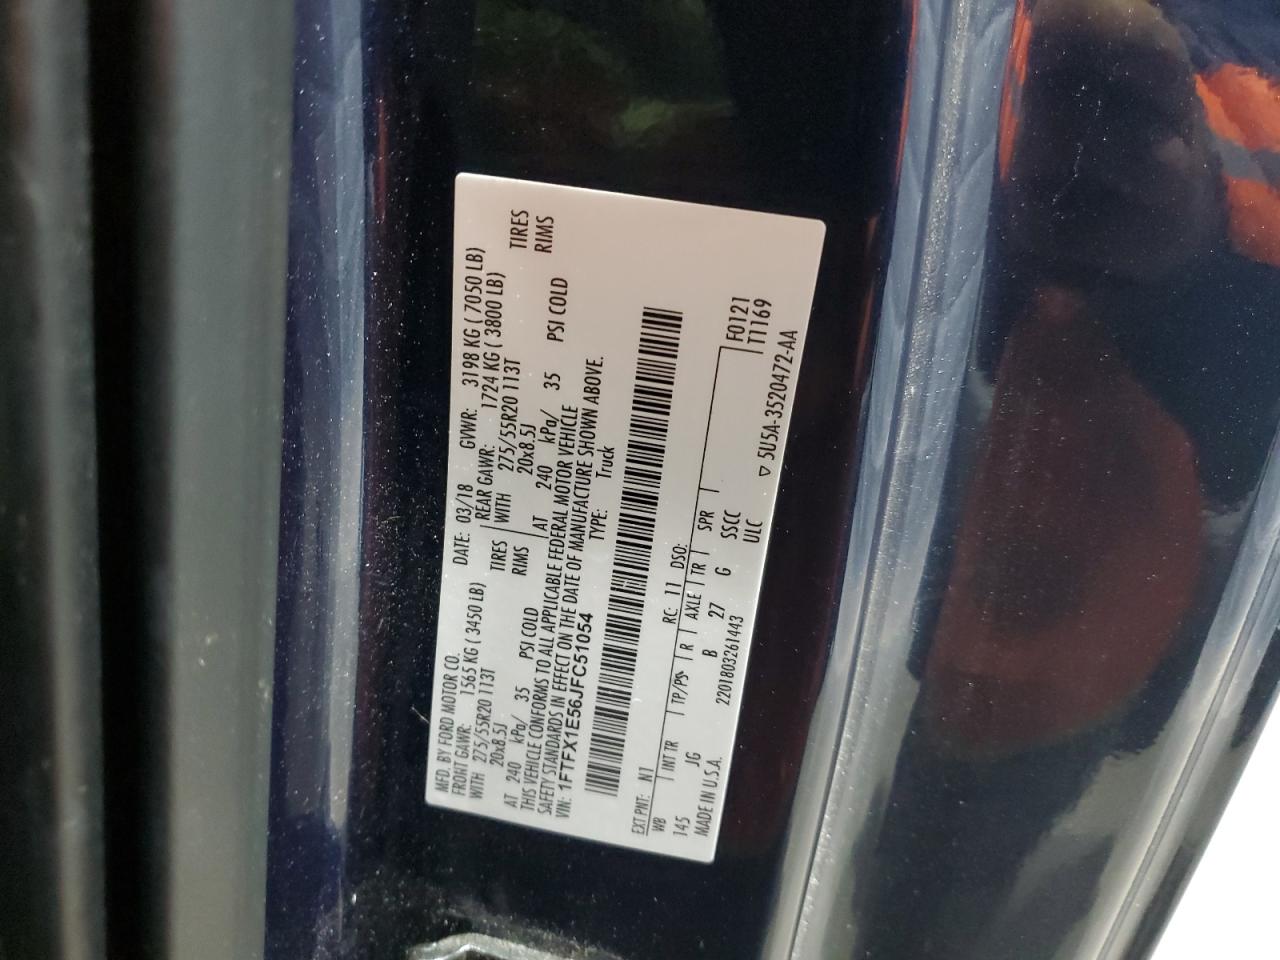 MFD. BY FORD MOTOR CO.
DATE: 03/18 GVWR: 3198 KG ( 7050 LB)
FRONT GAWR: 1565 KG ( 3450 LB) REAR GAWR: 1724 KG ( 3800 LB)
WITH 275/55R20 113T TIRES WITH 275/55R20 113T TIRES
20x8.5J RIMS 20x8.5J RIMS
AT 240 kPa/ 35 PSI COLD AT 240 kPa/ 35 PSI COLD
THIS VEHICLE CONFORMS TO ALL APPLICABLE FEDERAL MOTOR VEHICLE
SAFETY STANDARDS IN EFFECT ON THE DATE OF MANUFACTURE SHOWN ABOVE.
VIN: 1FTFX1E56JFC51054 TYPE: Truck
EXT PNT: N1 RC: 11 DSO:
WB INT TR TP/PS R AXLE TR SPR F0121
145 JG B 27 G SSCC T1169
MADE IN U.S.A. 2201803261443 ULC
▽ 5U5A-3520472-AA